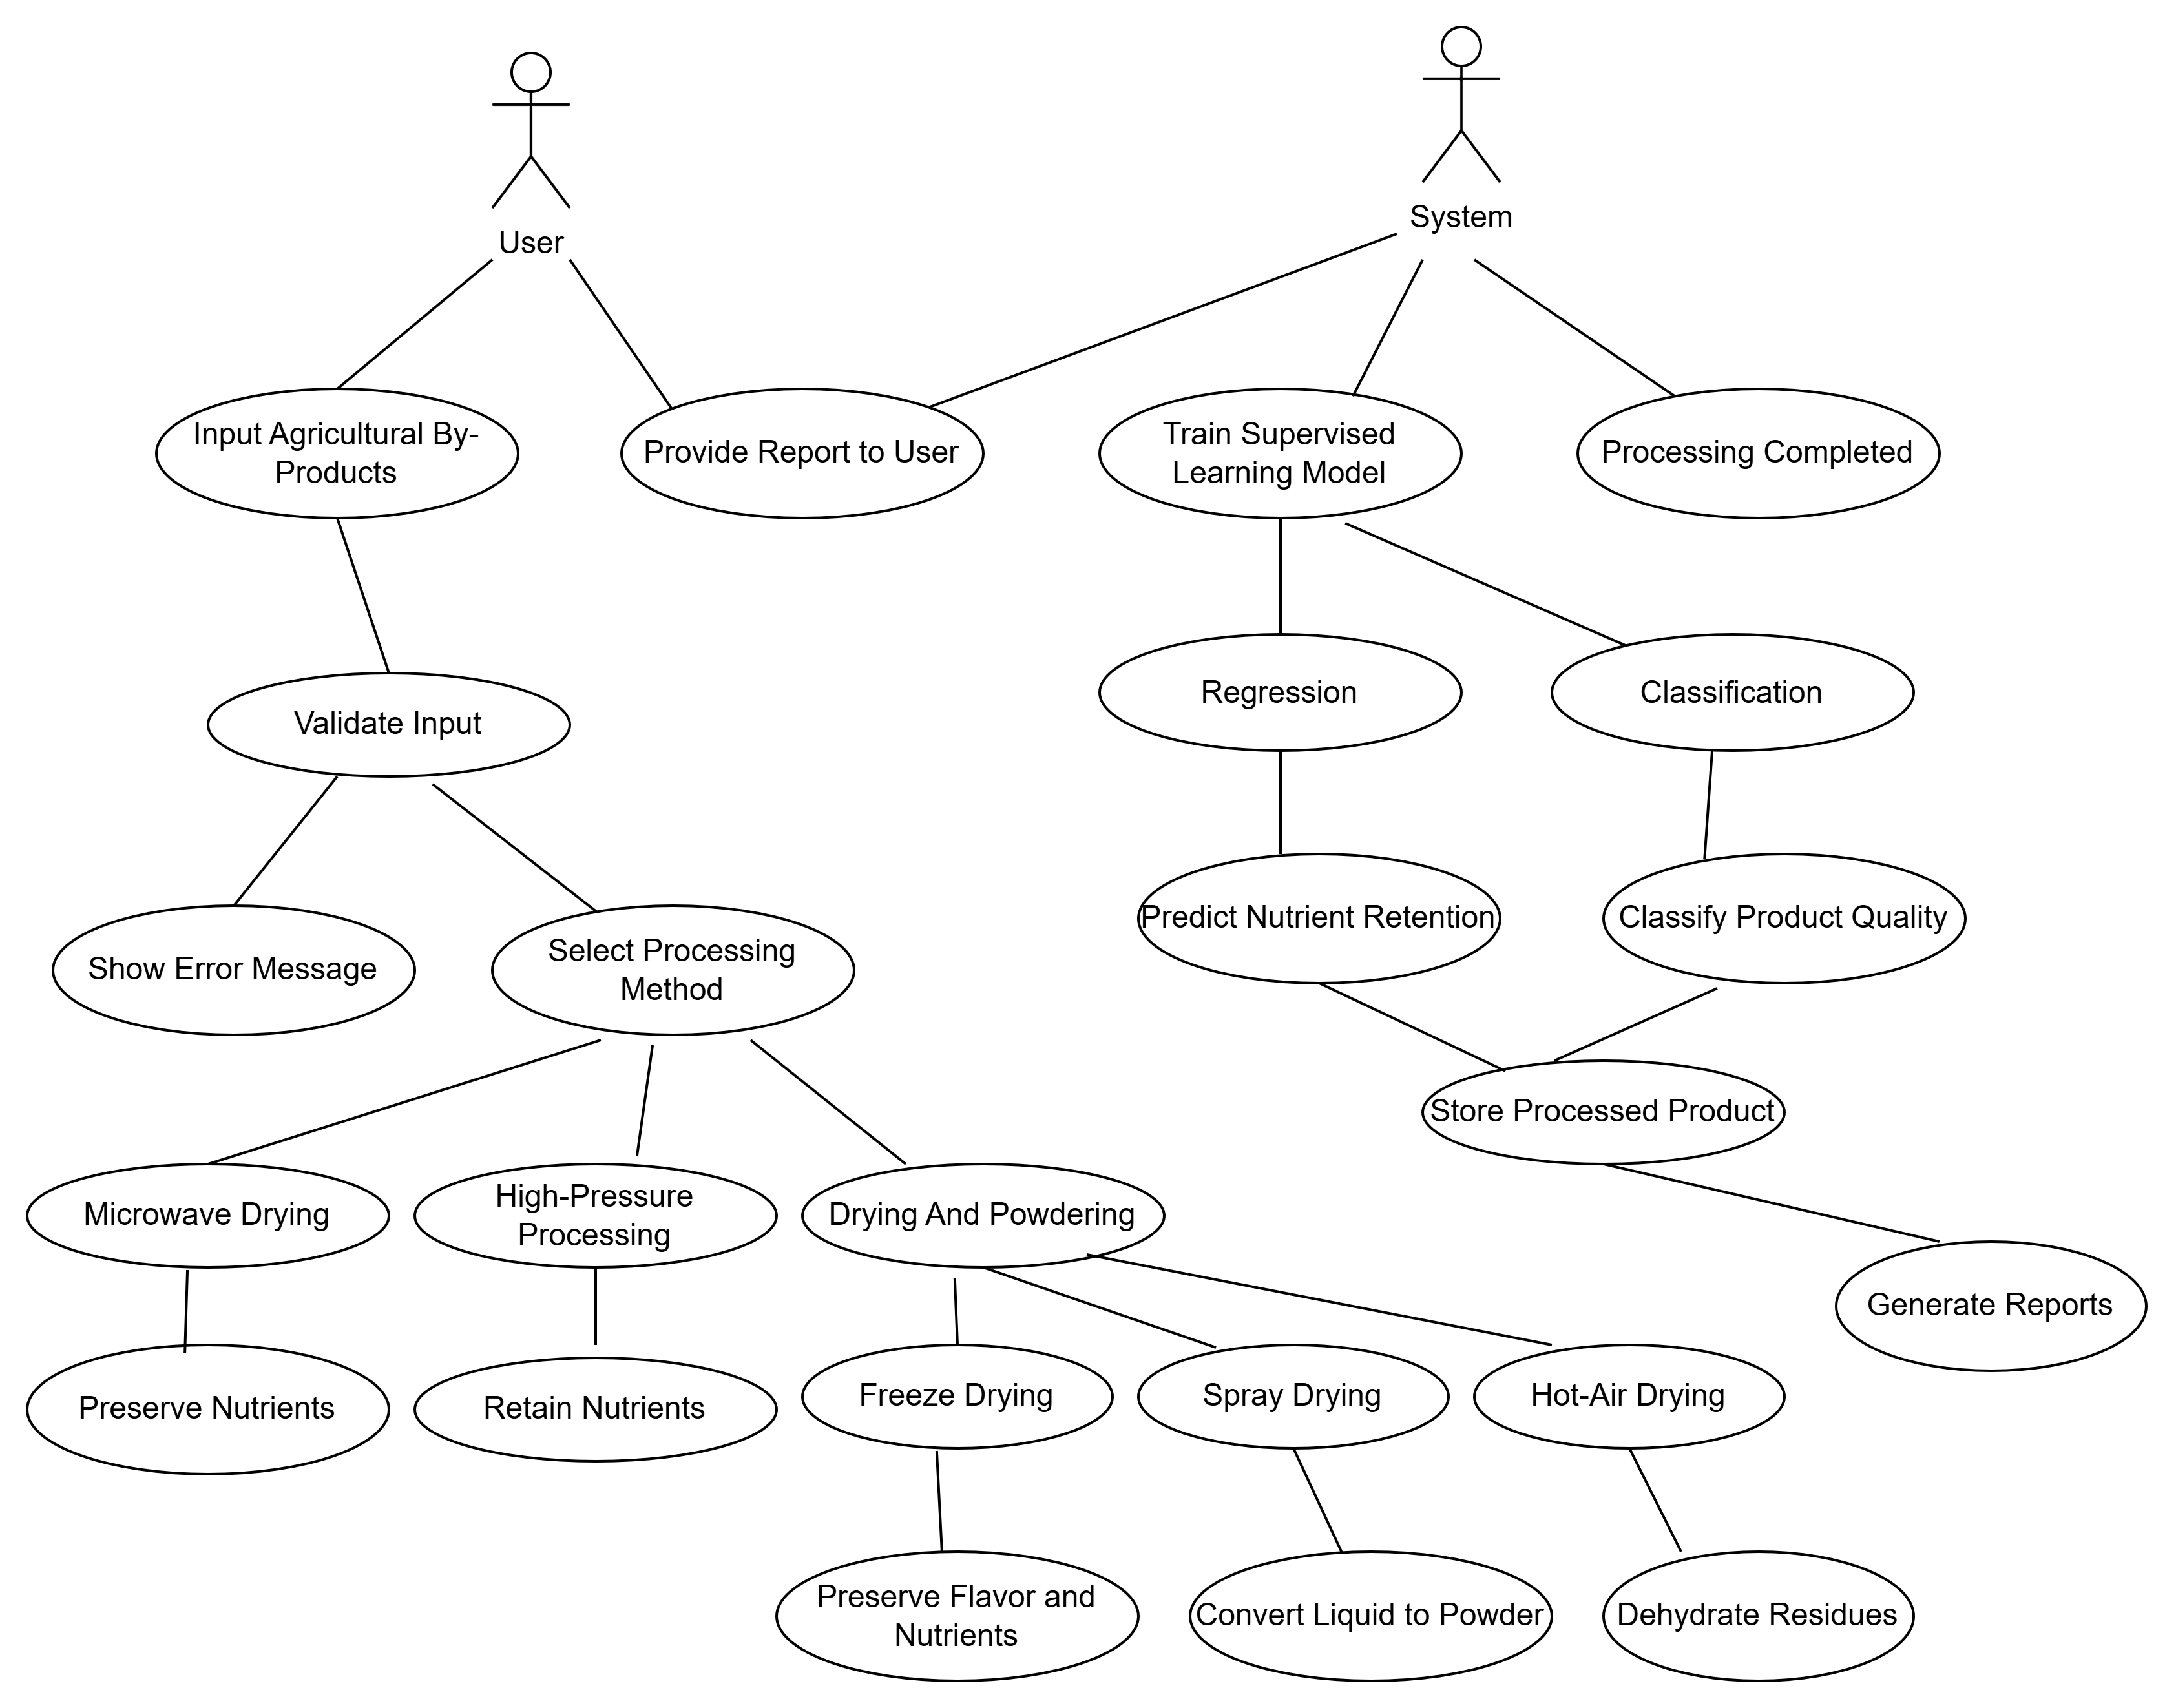 User
System
Input Agricultural By-
Products
Provide Report to User
Train Supervised
Learning Model
Processing Completed
Validate Input
Regression
Classification
Show Error Message
Select Processing
Method
Predict Nutrient Retention
Classify Product Quality
Store Processed Product
Microwave Drying
High-Pressure
Processing
Drying And Powdering
Generate Reports
Preserve Nutrients
Retain Nutrients
Freeze Drying
Spray Drying
Hot-Air Drying
Preserve Flavor and
Nutrients
Convert Liquid to Powder
Dehydrate Residues